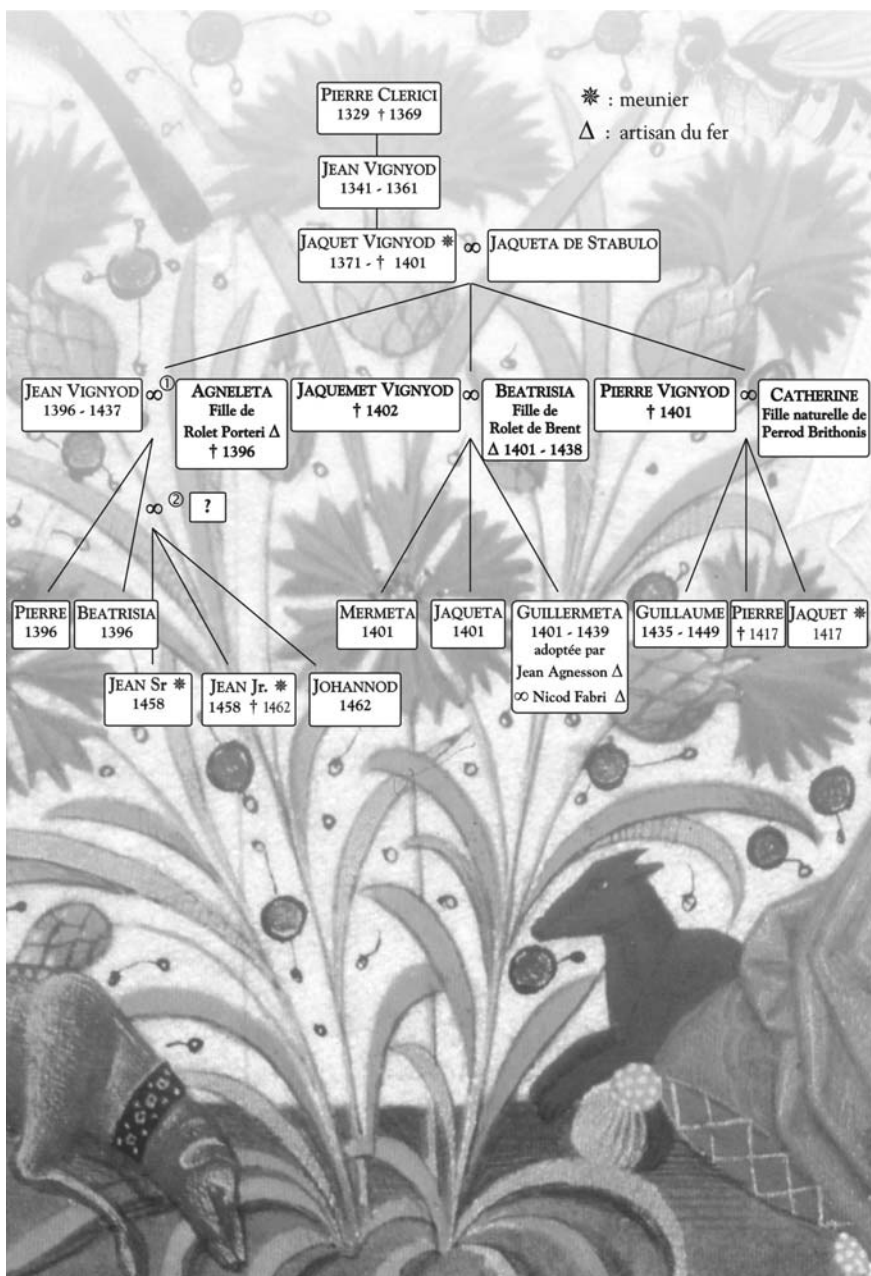 PIERRE CLERICI
1329 † 1369
✵ : meunier
Δ : artisan du fer
JEAN VIGNYOD
1341 - 1361
JAQUET VIGNYOD ✵
1371 - † 1401
∞
JAQUETA DE STABULO
JEAN VIGNYOD
1396 - 1437
∞ ①
AGNELETA
Fille de
Rolet Porteri Δ
† 1396
JAQUEMET VIGNYOD
† 1402
∞
BEATRISIA
Fille de
Rolet de Brent
Δ 1401 - 1438
PIERRE VIGNYOD
† 1401
∞
CATHERINE
Fille naturelle de
Perrod Brithonis
∞ ② ?
PIERRE
1396
BEATRISIA
1396
MERMETA
1401
JAQUETA
1401
GUILLERMETA
1401 - 1439
adoptée par
Jean Agnesson Δ
∞ Nicod Fabri Δ
GUILLAUME
1435 - 1449
PIERRE
† 1417
JAQUET ✵
1417
JEAN Sr ✵
1458
JEAN Jr. ✵
1458 † 1462
JOHANNOD
1462